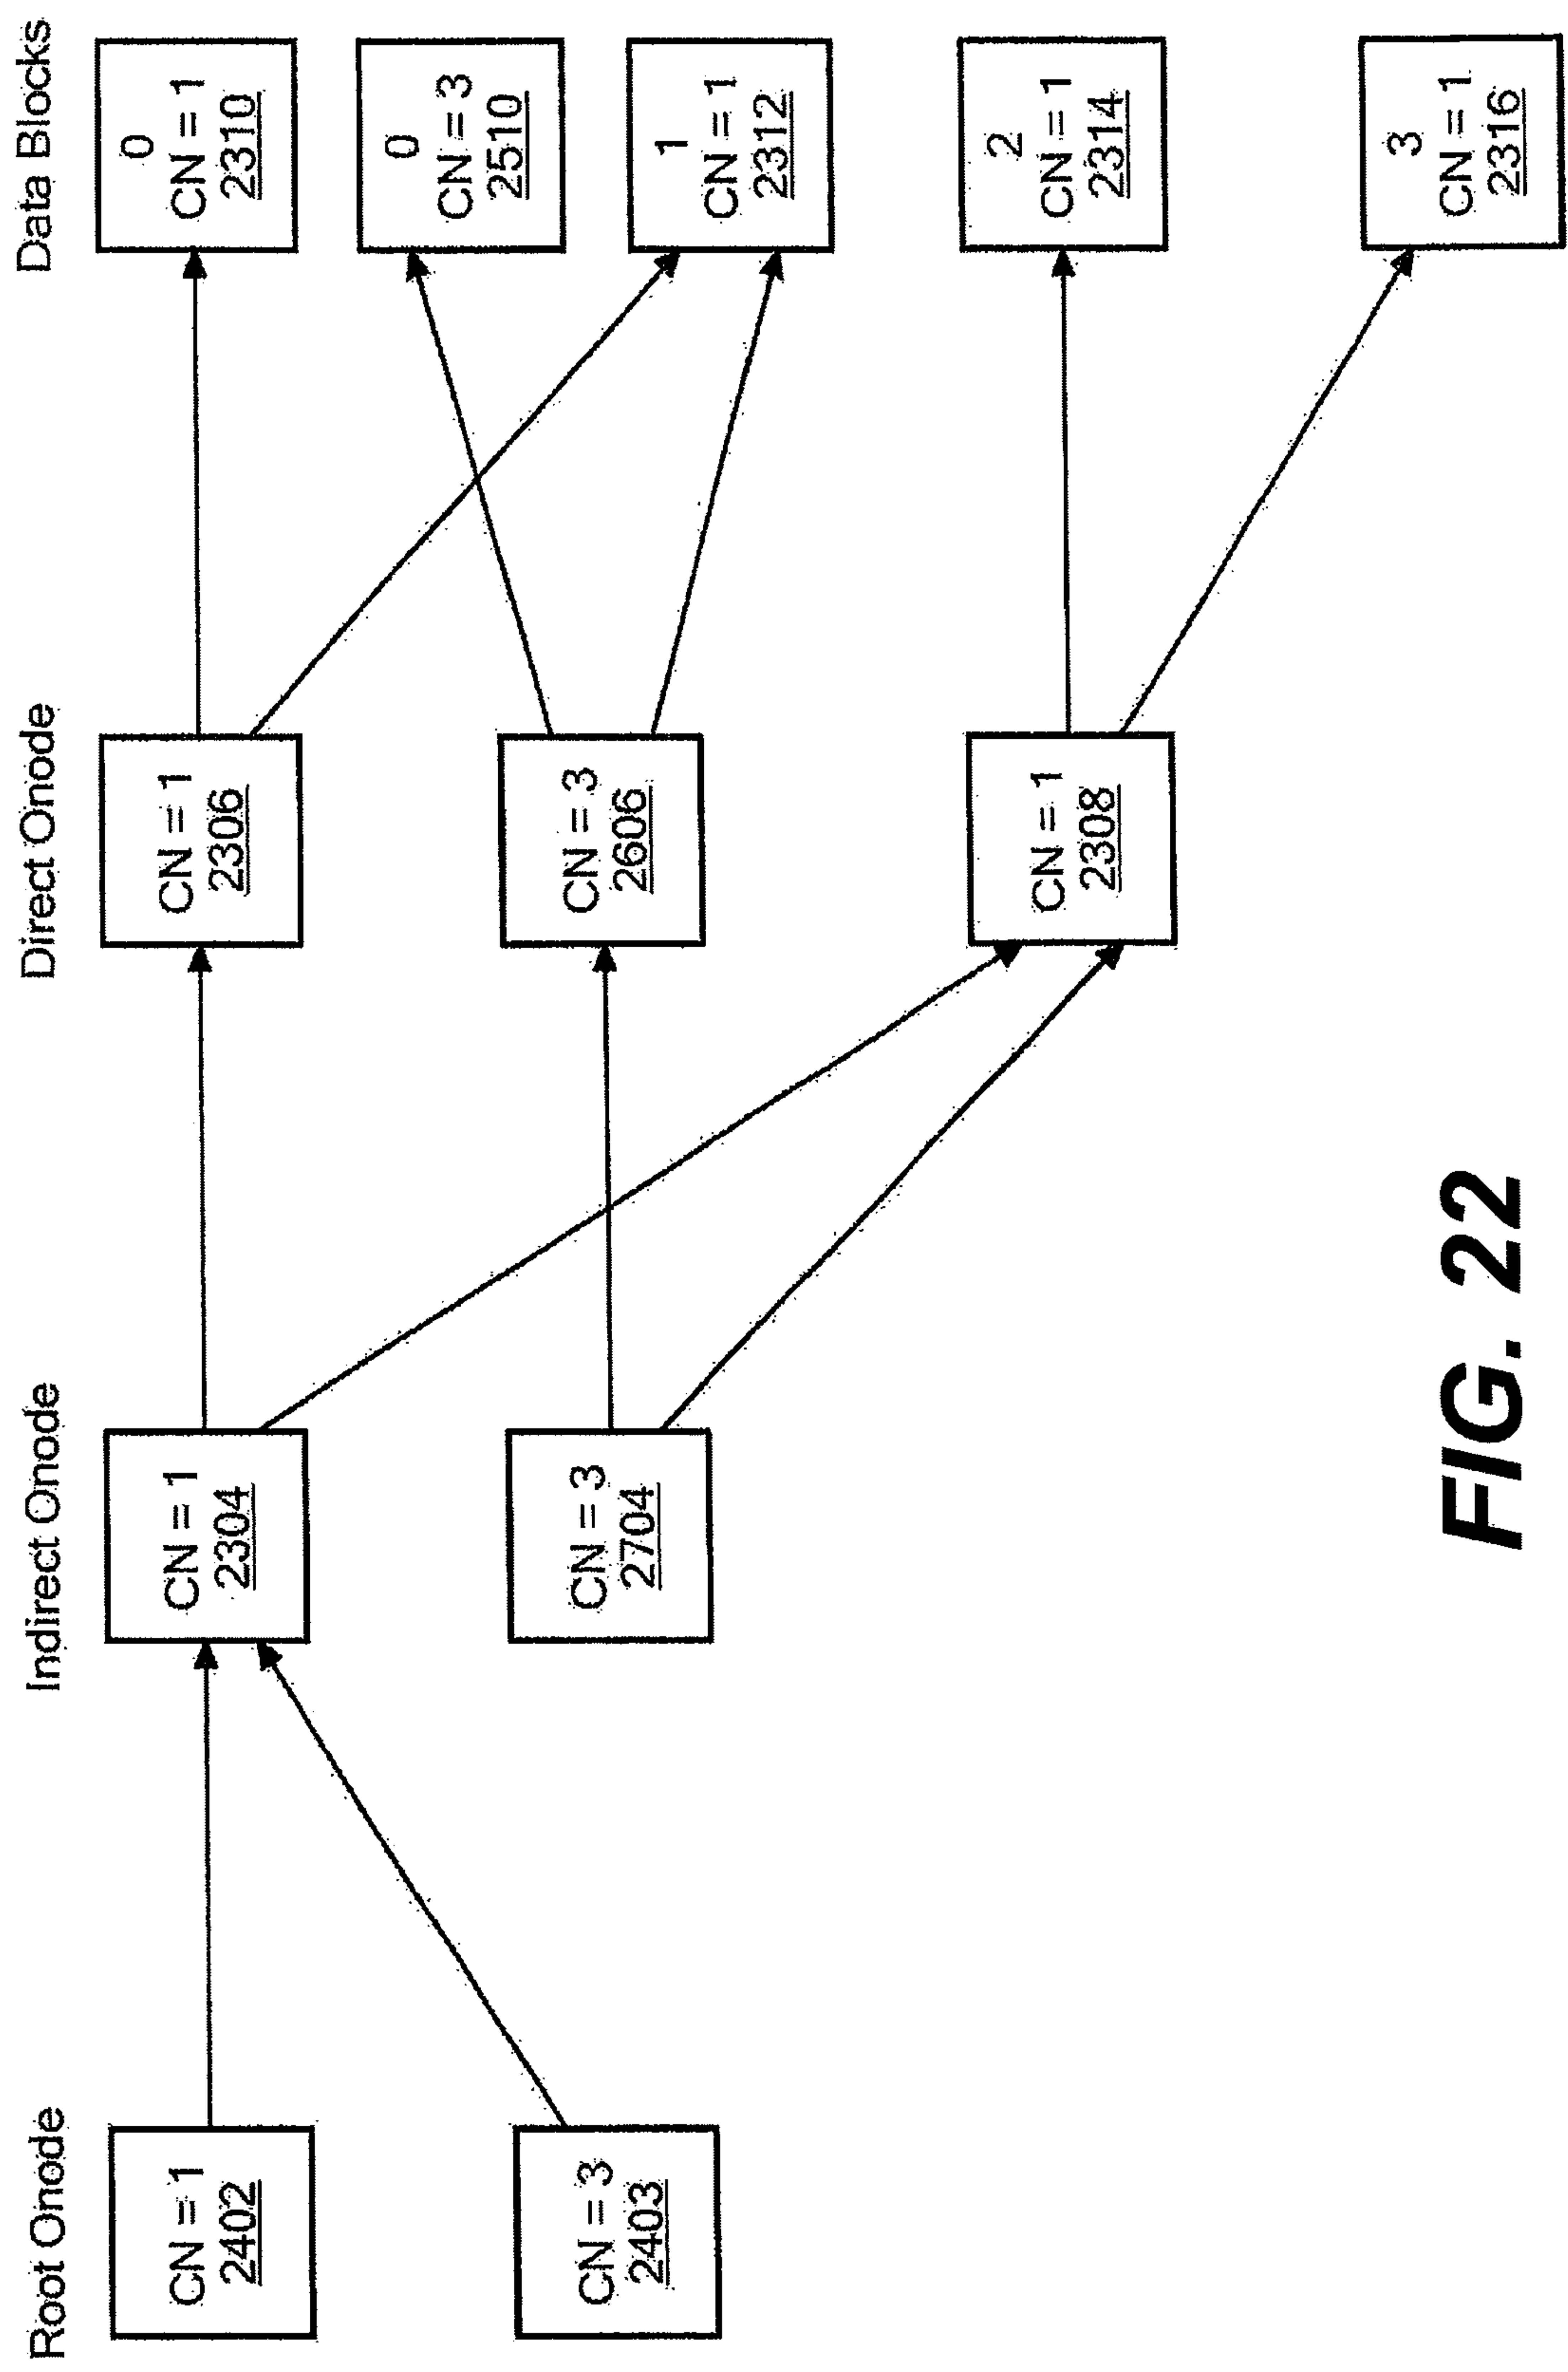 Root Onode
Indirect Onode
Direct Onode
Data Blocks
CN = 1
2402
CN = 3
2403
CN = 1
2304
CN = 3
2704
CN = 1
2306
CN = 3
2606
CN = 1
2308
0
CN = 1
2310
0
CN = 3
2510
1
CN = 1
2312
2
CN = 1
2314
3
CN = 1
2316
FIG. 22